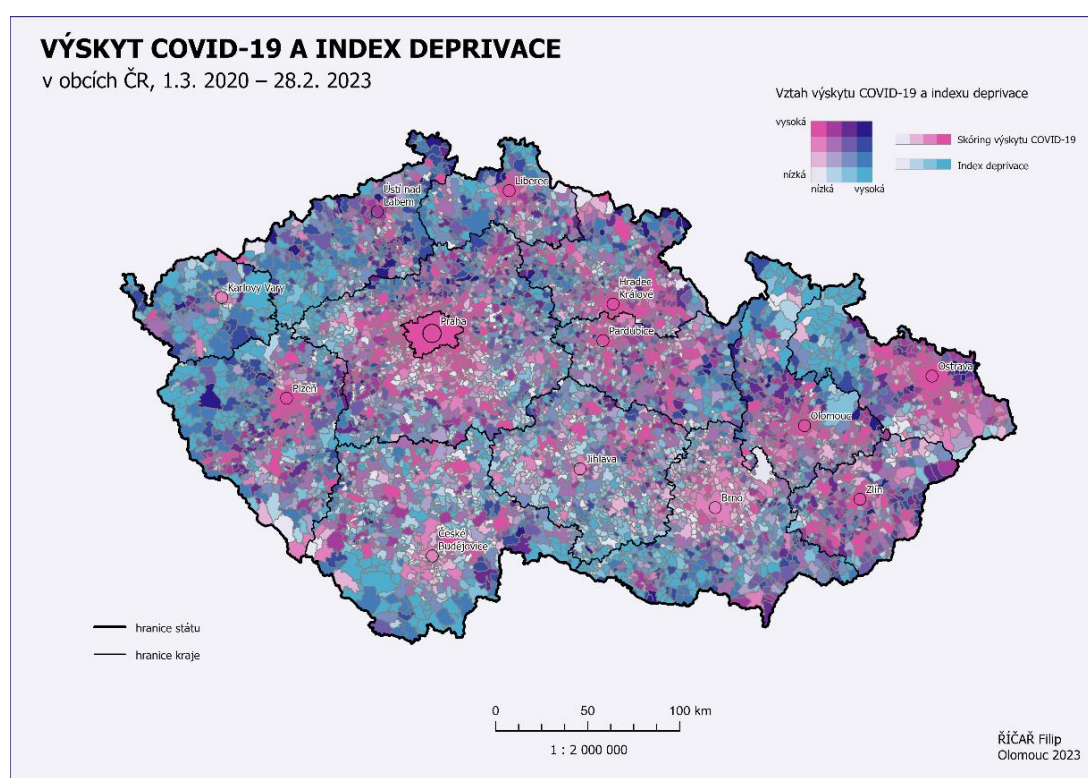 VÝSKYT COVID-19 A INDEX DEPRIVACE
v obcích ČR, 1.3. 2020 – 28.2. 2023
Vztah výskytu COVID-19 a indexu deprivace
vysoká
nízká
nízká
vysoká
Skóring výskytu COVID-19
Index deprivace
Ústí nad
Labem
Liberec
Karlovy Vary
Hradec
Králové
Praha
Pardubice
Ostrava
Plzeň
Olomouc
Jihlava
Zlín
Brno
České
Budějovice
hranice státu
hranice kraje
0
50
100 km
1 : 2 000 000
ŘÍČAŘ Filip
Olomouc 2023